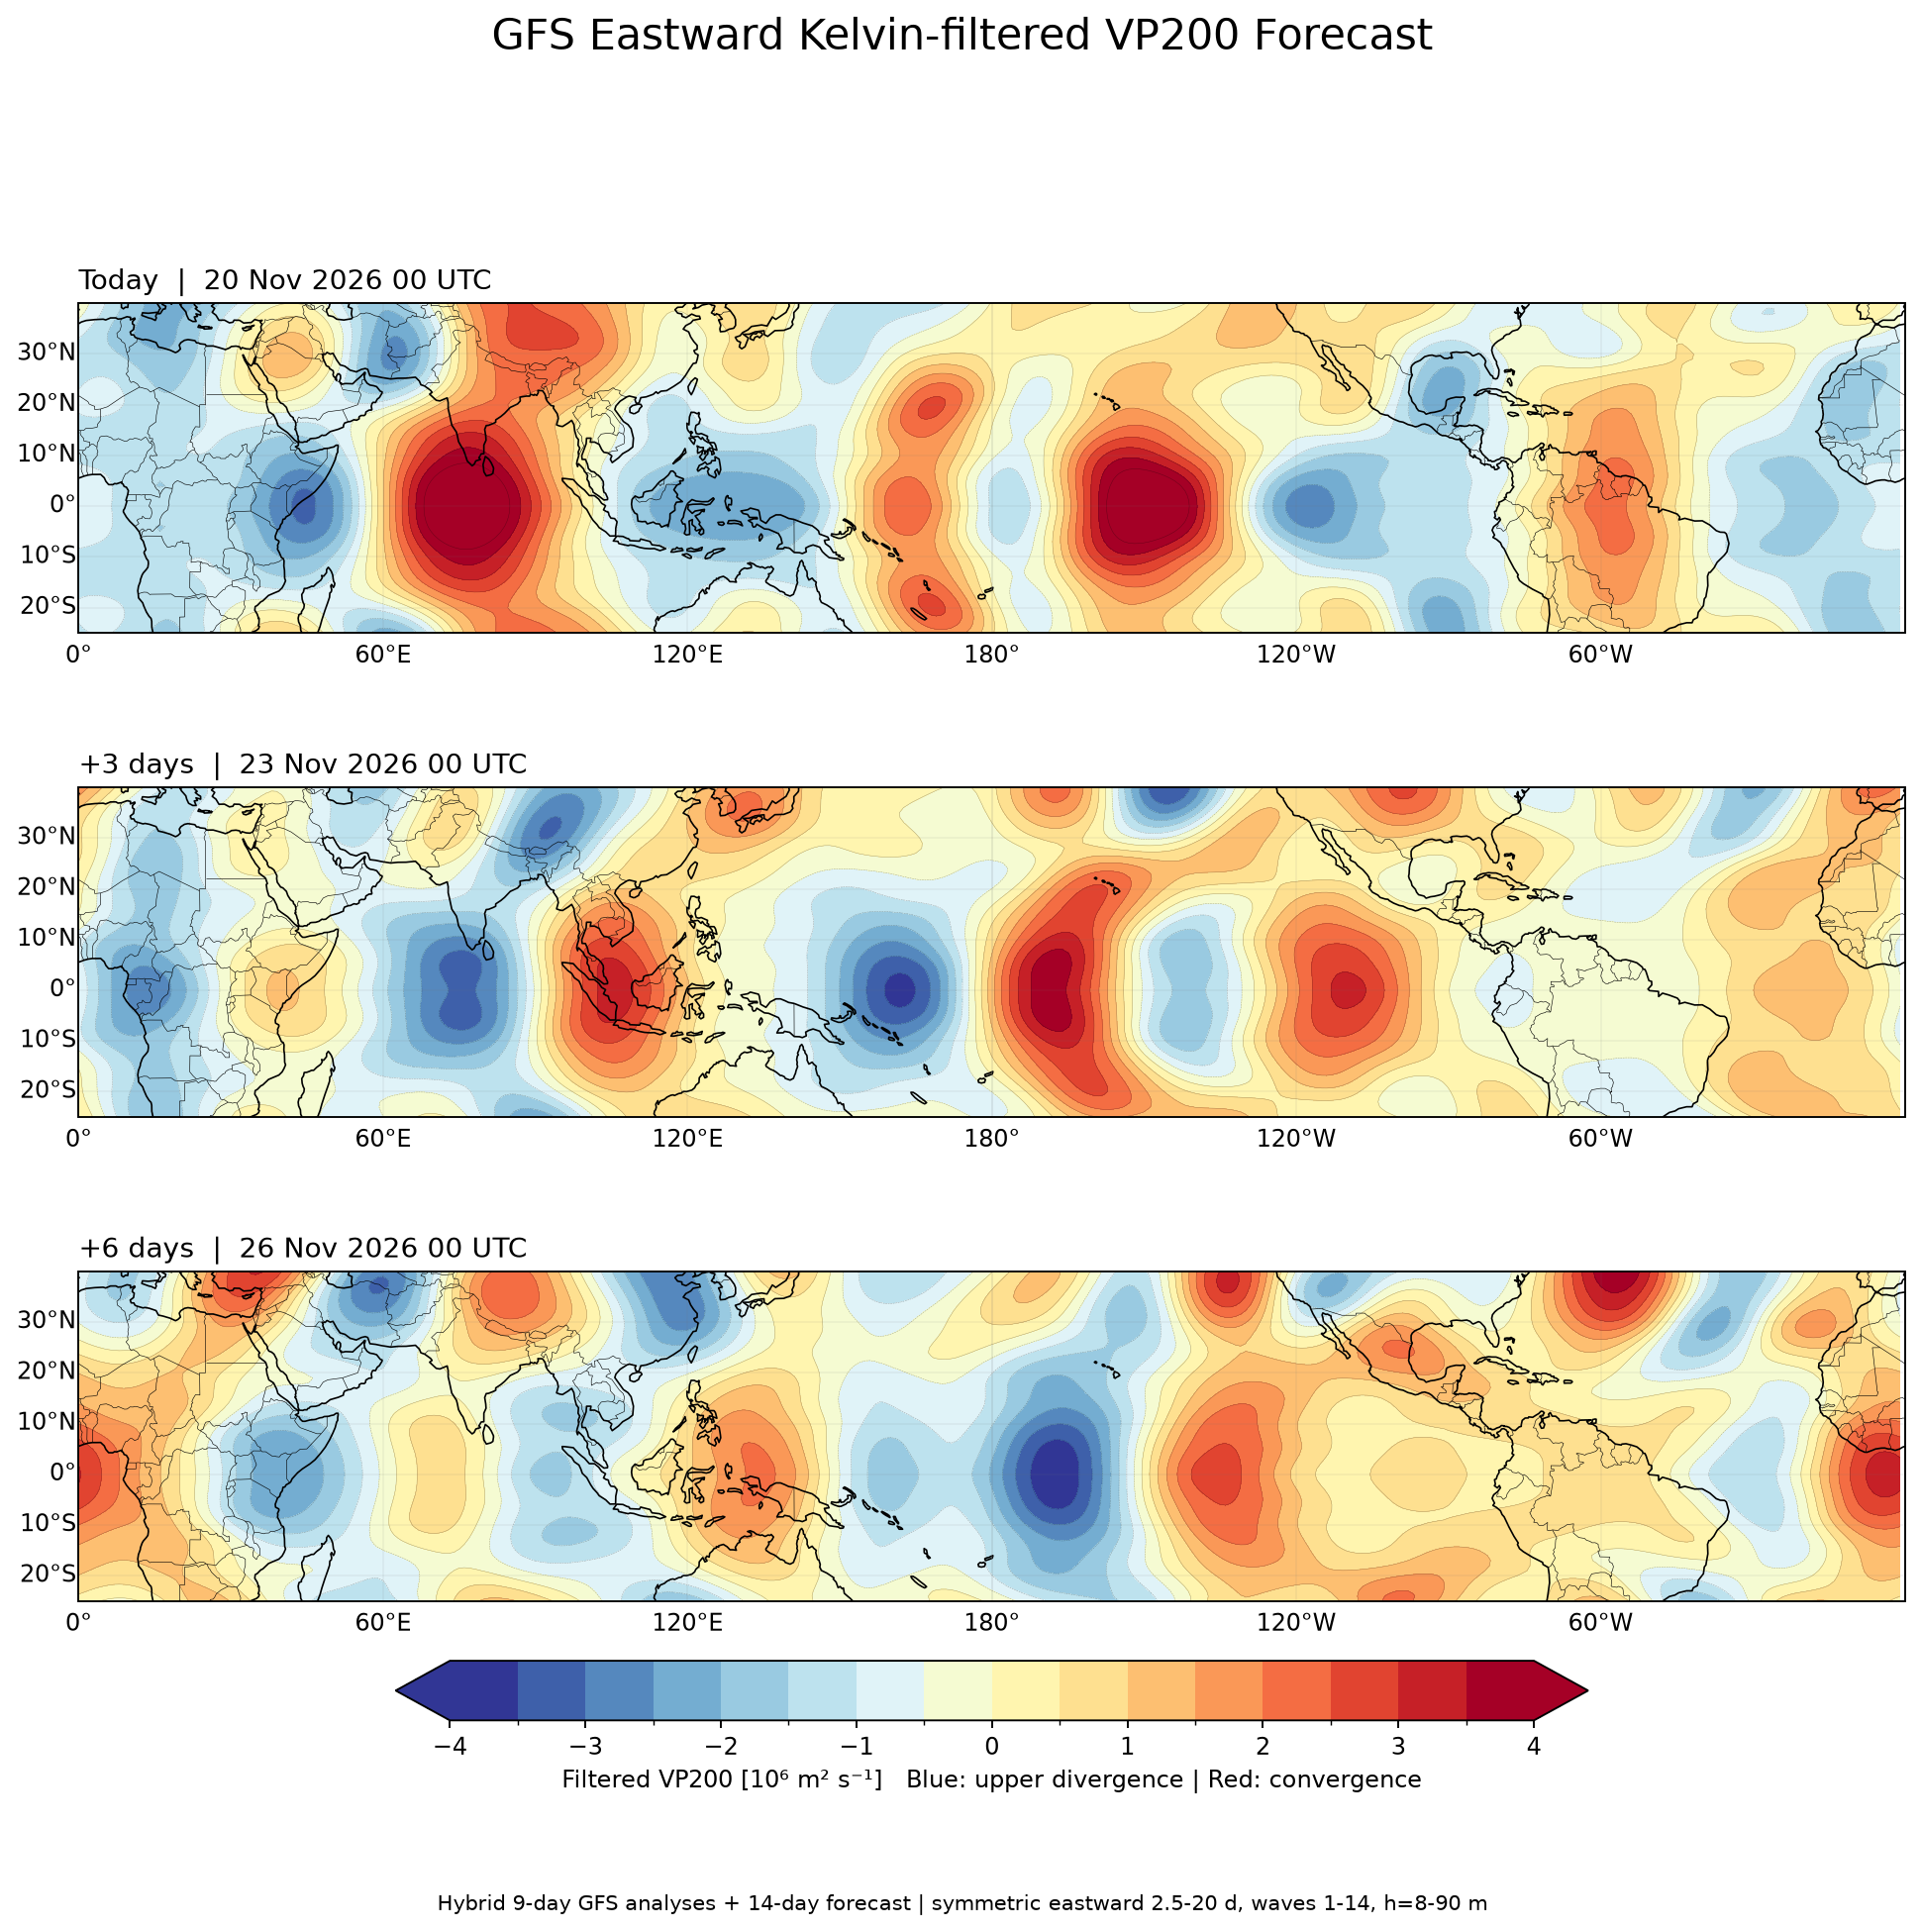 GFS Eastward Kelvin-filtered VP200 Forecast
Today | 20 Nov 2026 00 UTC
30°N
20°N
10°N
0°
10°S
20°S
0° 60°E 120°E 180° 120°W 60°W
+3 days | 23 Nov 2026 00 UTC
30°N
20°N
10°N
0°
10°S
20°S
0° 60°E 120°E 180° 120°W 60°W
+6 days | 26 Nov 2026 00 UTC
30°N
20°N
10°N
0°
10°S
20°S
0° 60°E 120°E 180° 120°W 60°W
−4 −3 −2 −1 0 1 2 3 4
Filtered VP200 [10⁶ m² s⁻¹] Blue: upper divergence | Red: convergence
Hybrid 9-day GFS analyses + 14-day forecast | symmetric eastward 2.5-20 d, waves 1-14, h=8-90 m